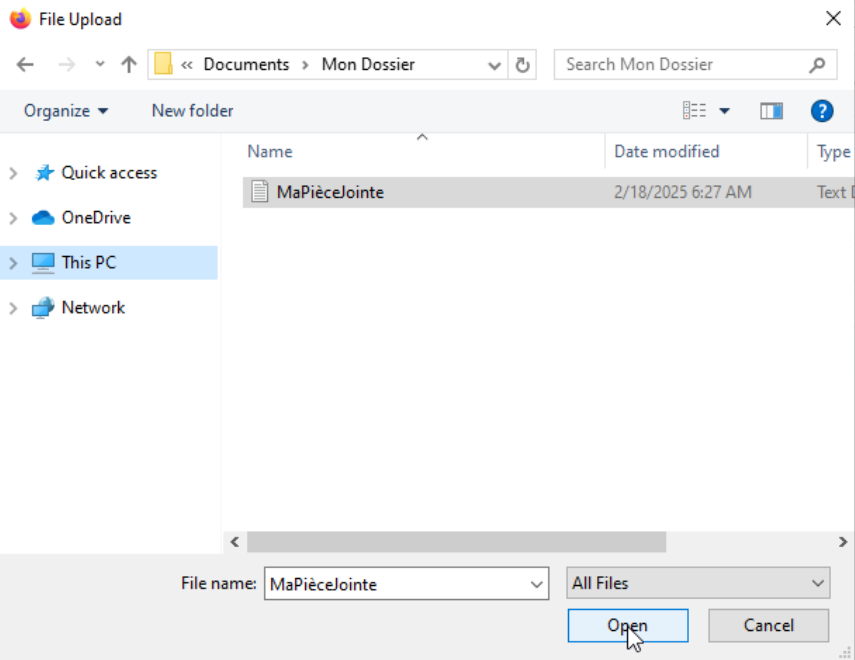 File Upload
« Documents › Mon Dossier
Search Mon Dossier
Organize
New folder
?
Name
Date modified
Type
Quick access
OneDrive
This PC
Network
MaPièceJointe
2/18/2025 6:27 AM
Text
File name:
MaPièceJointe
All Files
Open
Cancel